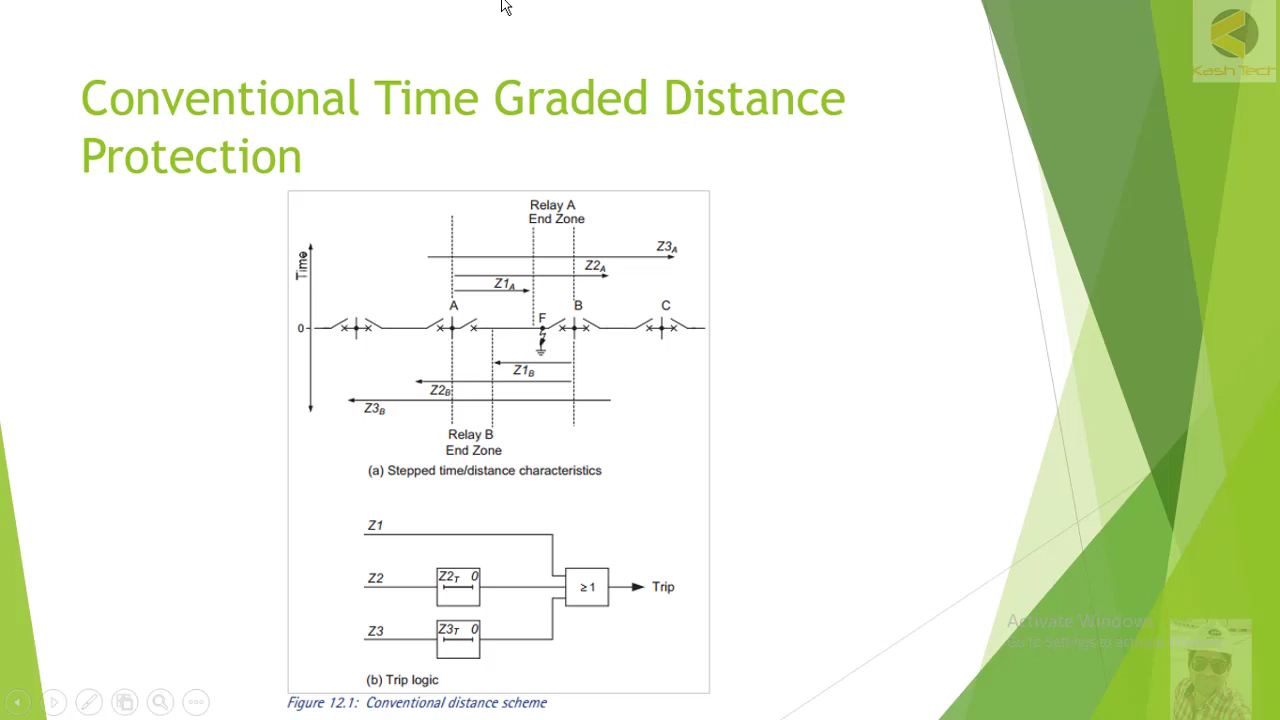 Kash Tech
Conventional Time Graded Distance
Protection
Relay A
End Zone
Time
Z3A
Z2A
Z1A
A
B
C
F
0
Z1B
Z2B
Z3B
Relay B
End Zone
(a) Stepped time/distance characteristics
Z1
Z2
Z2T 0
≥1
Trip
Z3
Z3T 0
(b) Trip logic
Figure 12.1: Conventional distance scheme
Activate Windows
Go to Settings to activate